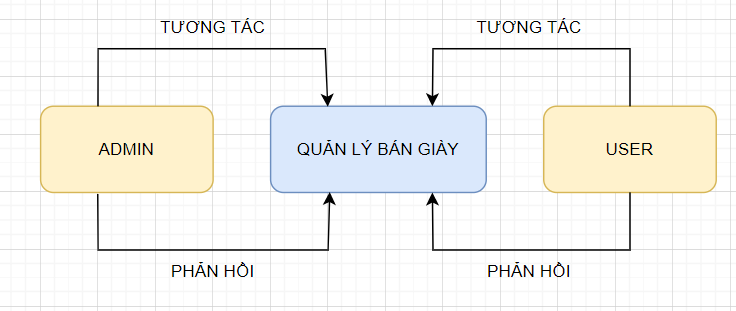 TƯƠNG TÁC
TƯƠNG TÁC
ADMIN
QUẢN LÝ BÁN GIÀY
USER
PHẢN HỒI
PHẢN HỒI